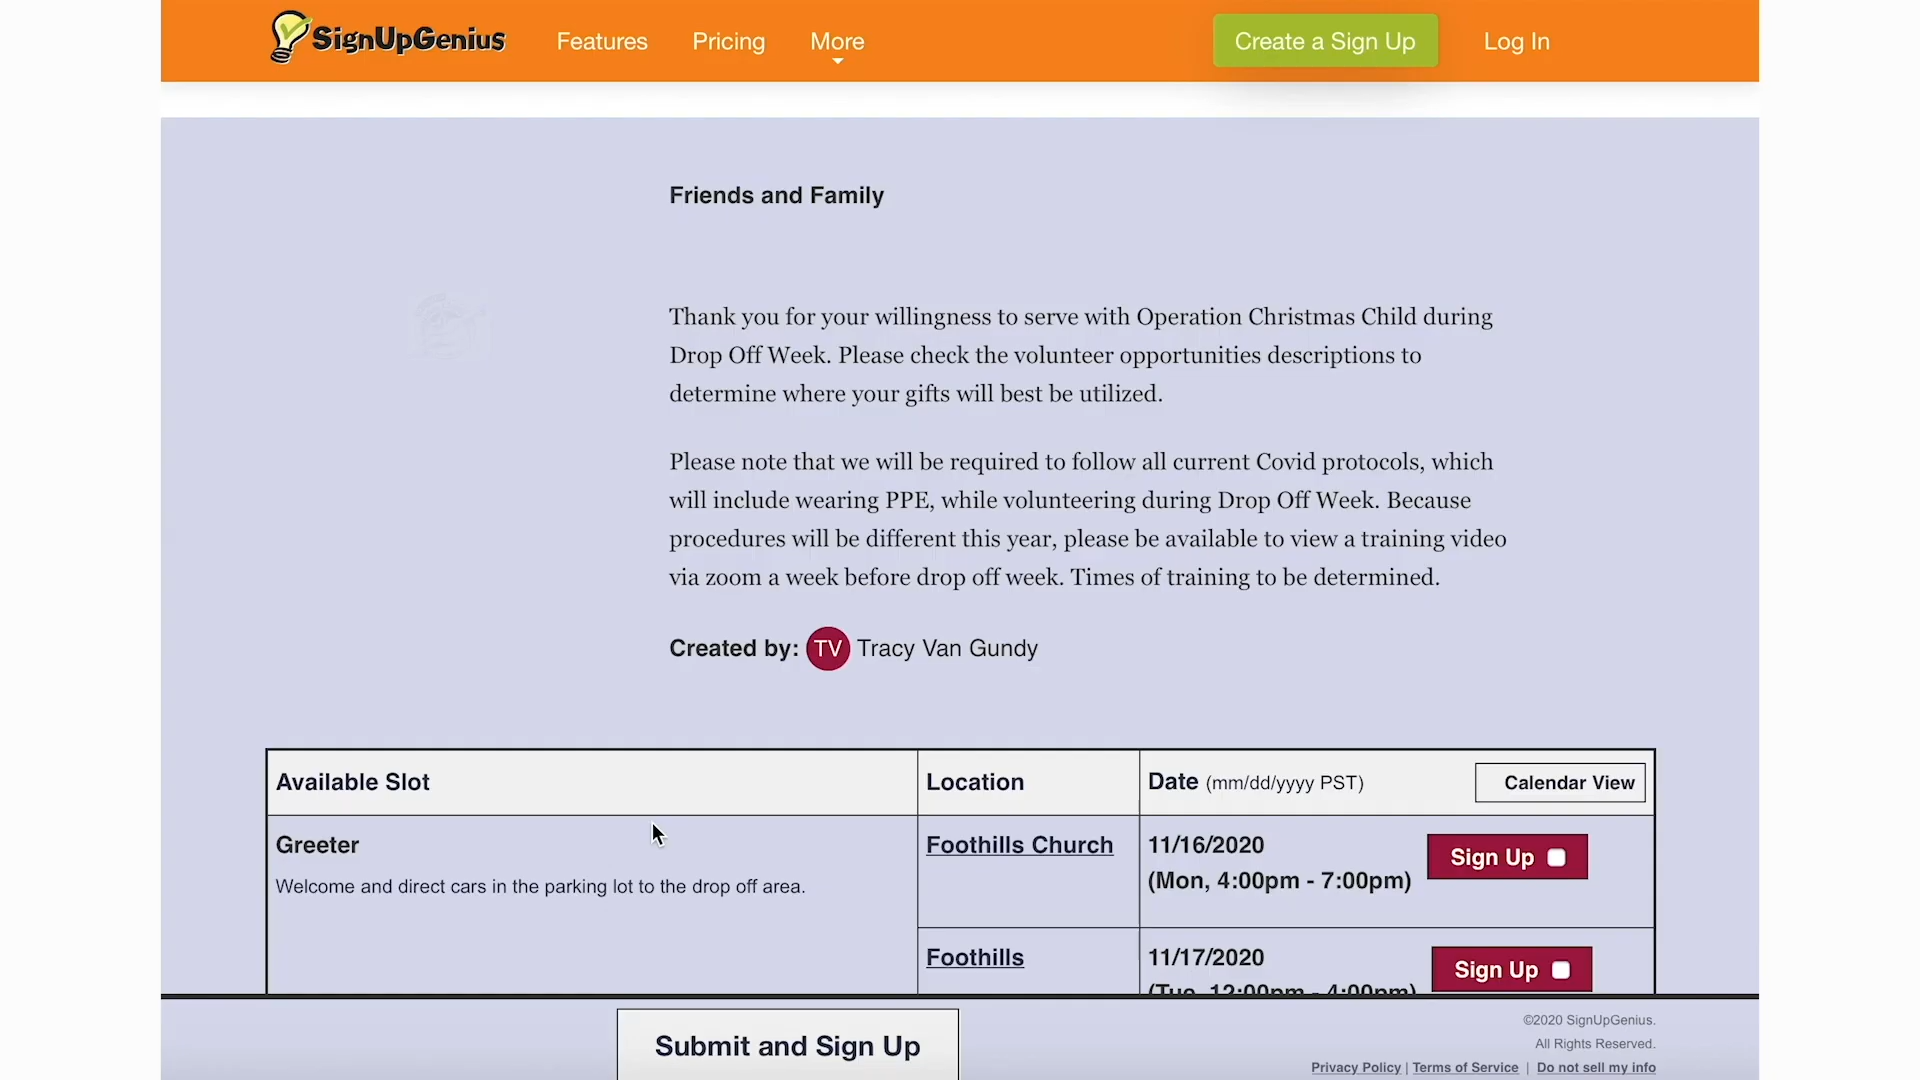 SignUpGenius Features Pricing More Create a Sign Up Log In
Friends and Family
Thank you for your willingness to serve with Operation Christmas Child during
Drop Off Week. Please check the volunteer opportunities descriptions to
determine where your gifts will best be utilized.
Please note that we will be required to follow all current Covid protocols, which
will include wearing PPE, while volunteering during Drop Off Week. Because
procedures will be different this year, please be available to view a training video
via zoom a week before drop off week. Times of training to be determined.
Created by: TV Tracy Van Gundy
Available Slot Location Date (mm/dd/yyyy PST) Calendar View
Greeter Foothills Church 11/16/2020 Sign Up
Welcome and direct cars in the parking lot to the drop off area. (Mon, 4:00pm - 7:00pm)
Foothills 11/17/2020 Sign Up
(Tue, 12:00pm - 4:00pm)
Submit and Sign Up
©2020 SignUpGenius.
All Rights Reserved.
Privacy Policy | Terms of Service | Do not sell my info